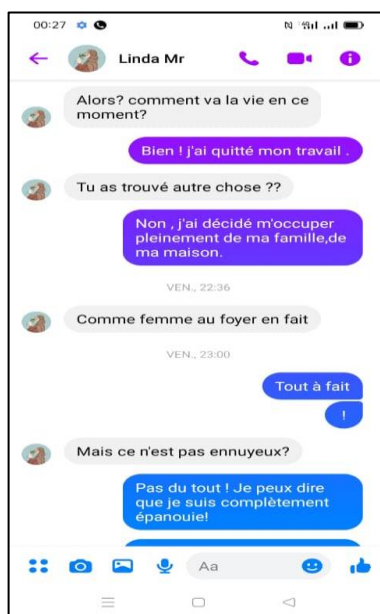 00:27
Linda Mr
Alors? comment va la vie en ce
moment?
Bien ! j'ai quitté mon travail .
Tu as trouvé autre chose ??
Non , j'ai décidé m'occuper
pleinement de ma famille,de
ma maison.
VEN., 22:36
Comme femme au foyer en fait
VEN., 23:00
Tout à fait
!
Mais ce n'est pas ennuyeux?
Pas du tout ! Je peux dire
que je suis complètement
épanouie!
Aa